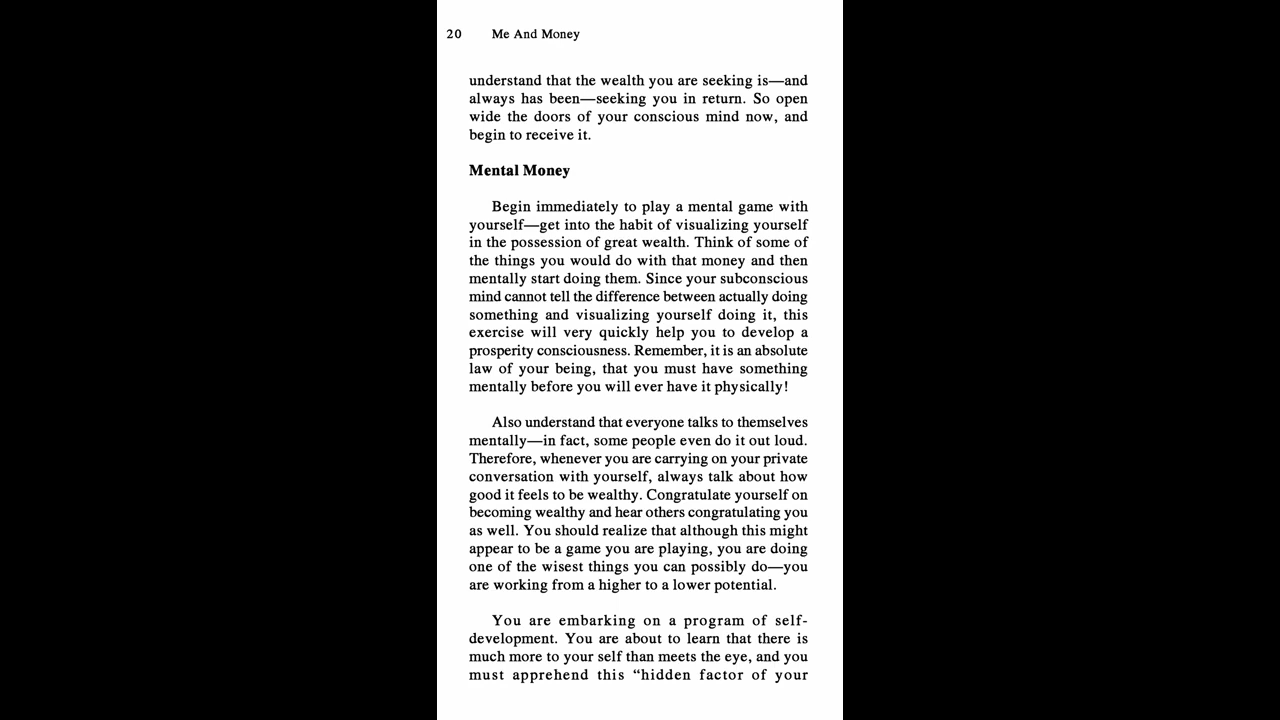 20 Me And Money
understand that the wealth you are seeking is—and
always has been—seeking you in return. So open
wide the doors of your conscious mind now, and
begin to receive it.
Mental Money
Begin immediately to play a mental game with
yourself—get into the habit of visualizing yourself
in the possession of great wealth. Think of some of
the things you would do with that money and then
mentally start doing them. Since your subconscious
mind cannot tell the difference between actually doing
something and visualizing yourself doing it, this
exercise will very quickly help you to develop a
prosperity consciousness. Remember, it is an absolute
law of your being, that you must have something
mentally before you will ever have it physically!
Also understand that everyone talks to themselves
mentally—in fact, some people even do it out loud.
Therefore, whenever you are carrying on your private
conversation with yourself, always talk about how
good it feels to be wealthy. Congratulate yourself on
becoming wealthy and hear others congratulating you
as well. You should realize that although this might
appear to be a game you are playing, you are doing
one of the wisest things you can possibly do—you
are working from a higher to a lower potential.
You are embarking on a program of self-
development. You are about to learn that there is
much more to your self than meets the eye, and you
must apprehend this “hidden factor of your